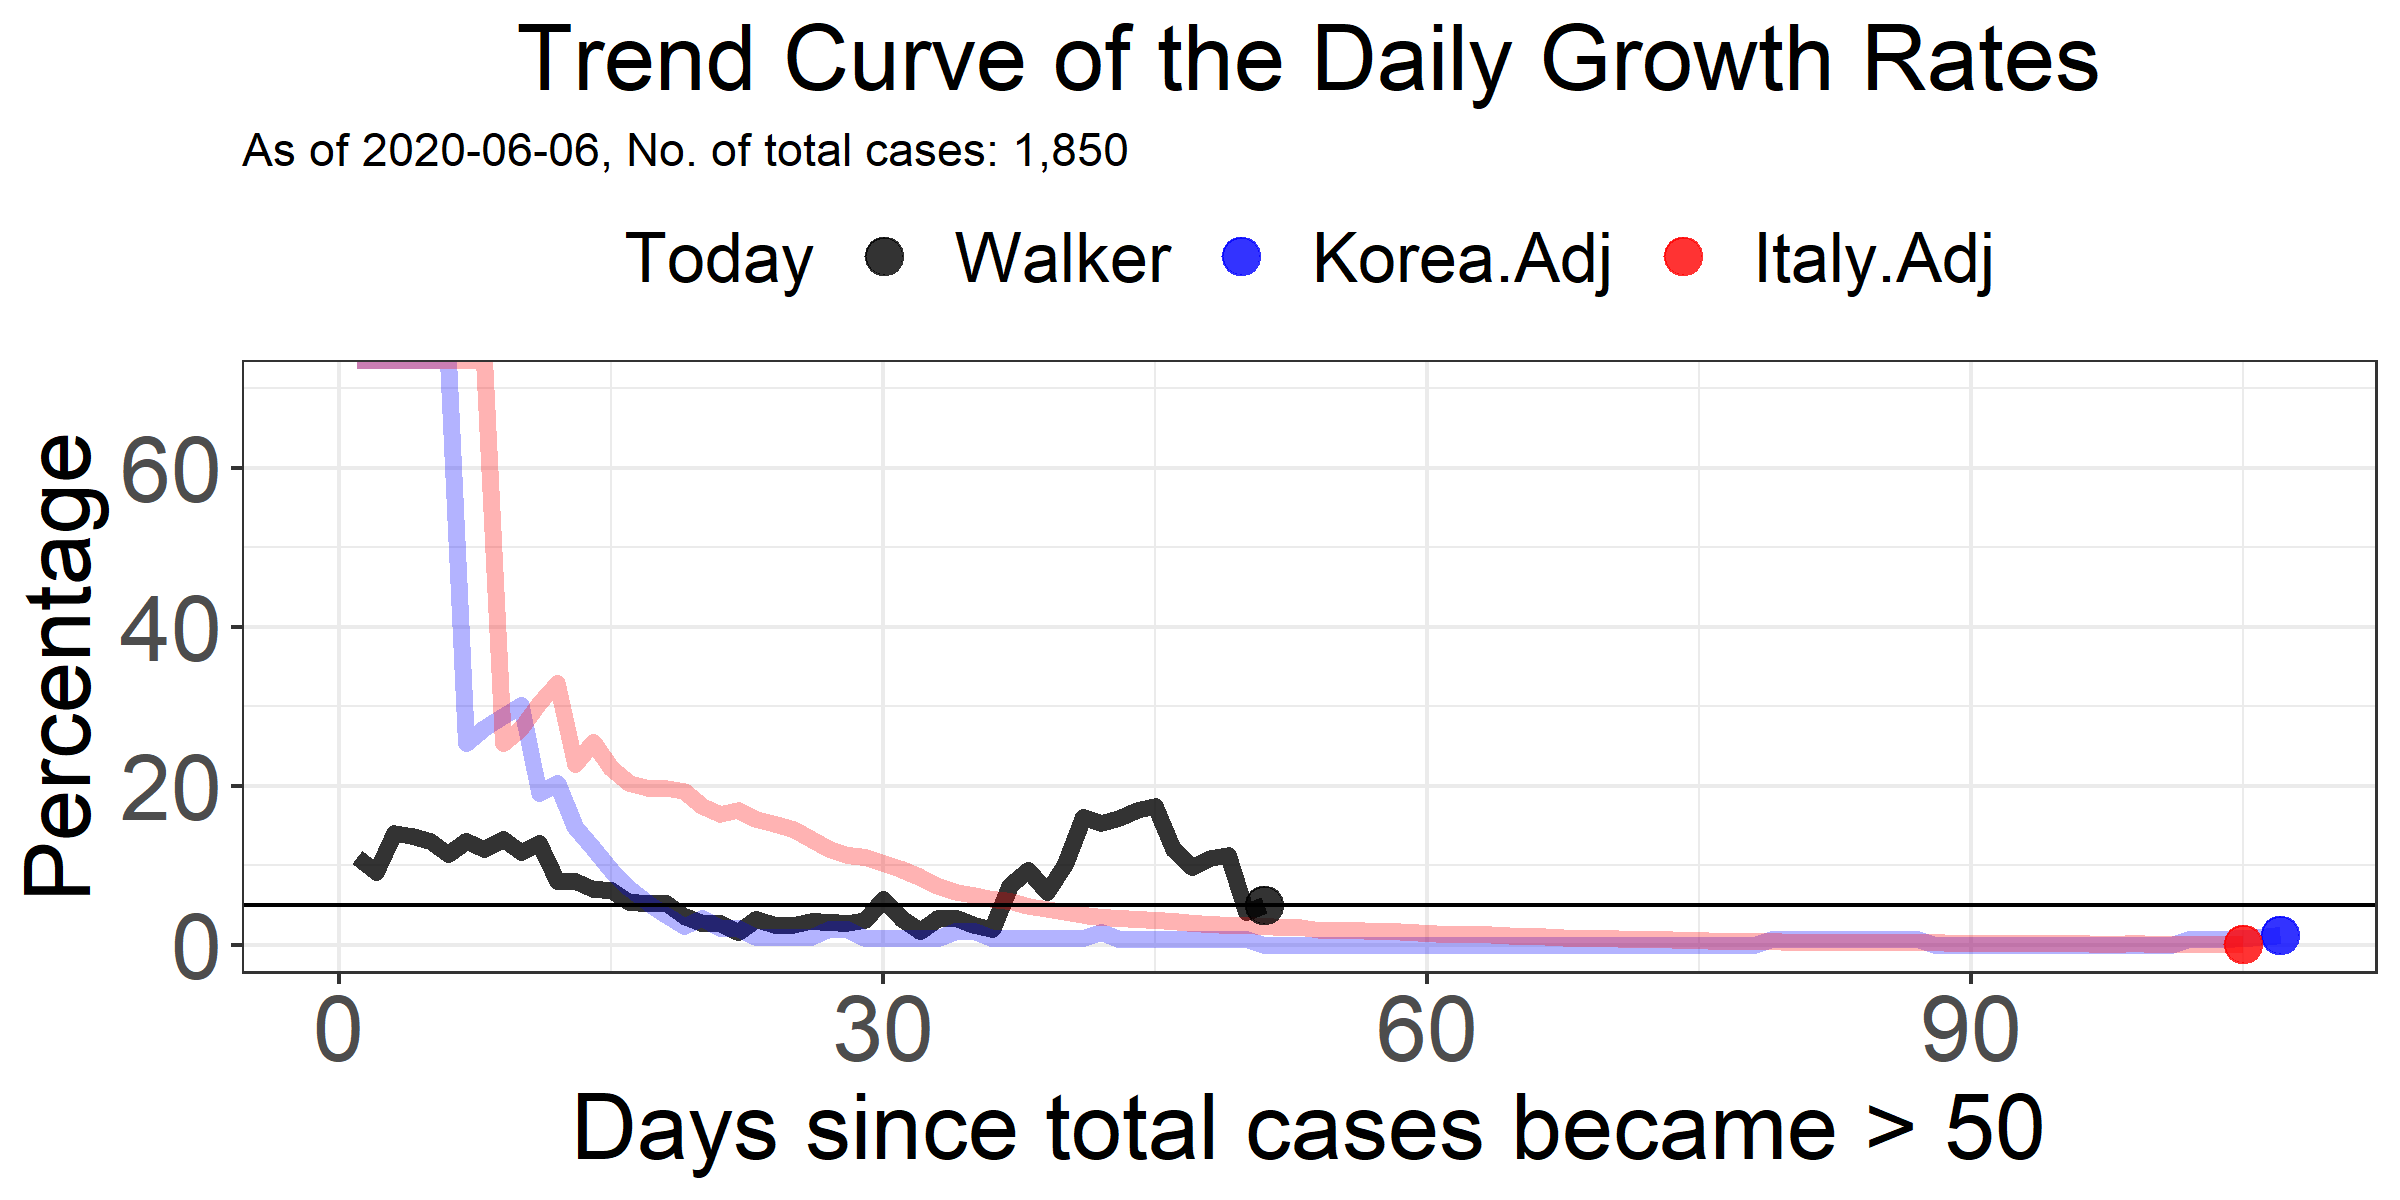 Trend Curve of the Daily Growth Rates
As of 2020-06-06, No. of total cases: 1,850
Today Walker Korea.Adj Italy.Adj
Percentage
60
40
20
0
0 30 60 90
Days since total cases became > 50